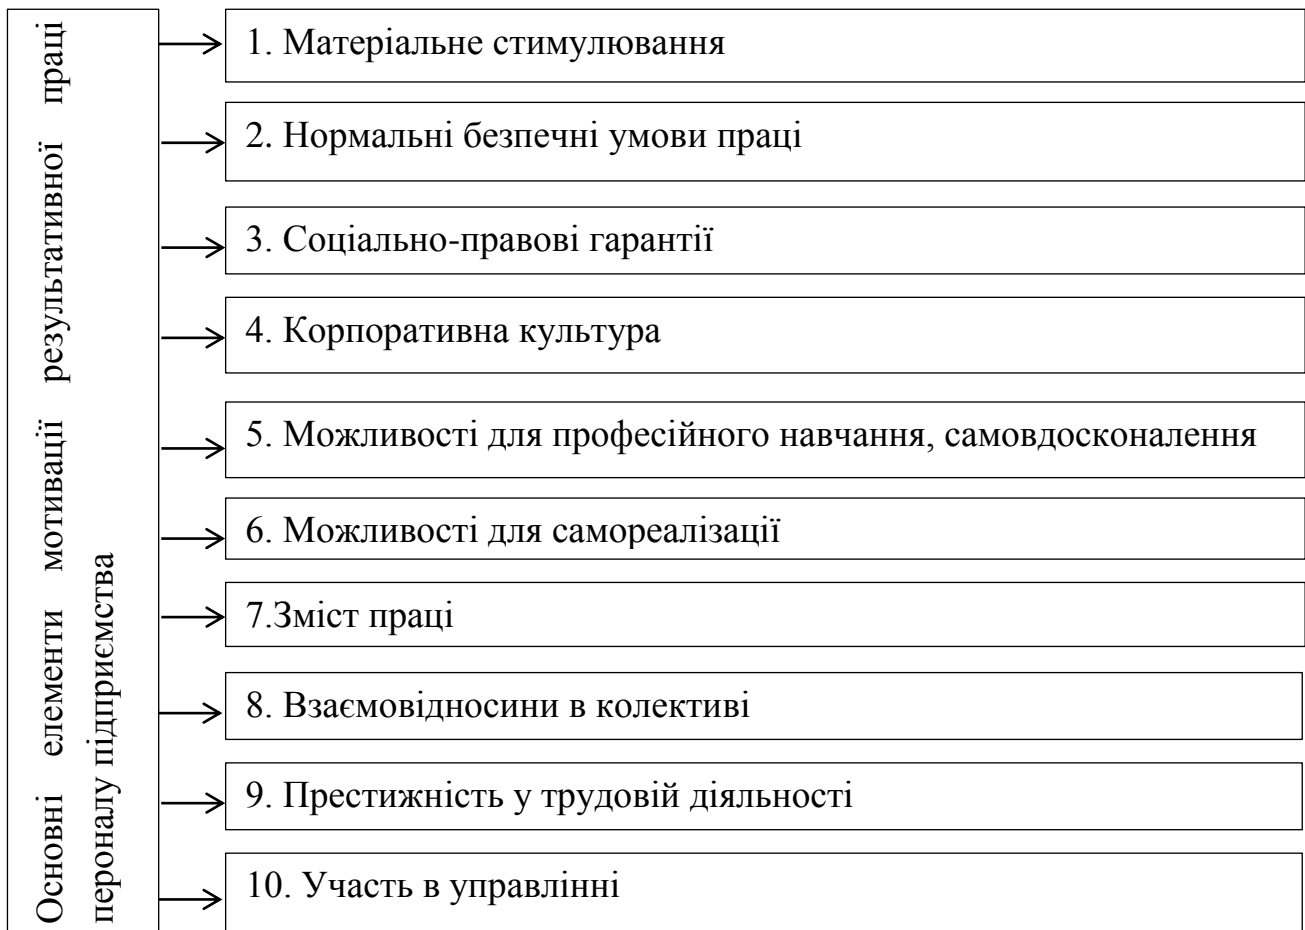 Основні елементи мотивації результативної праці
пероналу підприємства
1. Матеріальне стимулювання
2. Нормальні безпечні умови праці
3. Соціально-правові гарантії
4. Корпоративна культура
5. Можливості для професійного навчання, самовдосконалення
6. Можливості для самореалізації
7.Зміст праці
8. Взаємовідносини в колективі
9. Престижність у трудовій діяльності
10. Участь в управлінні